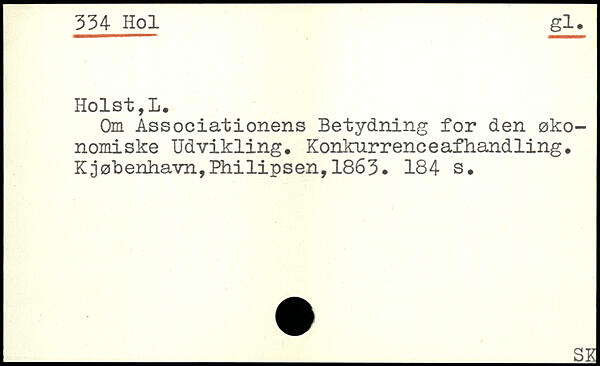 334 Hol gl.
Holst,L.
Om Associationens Betydning for den øko-
nomiske Udvikling. Konkurrenceafhandling.
Kjøbenhavn,Philipsen,1863. 184 s.
SK